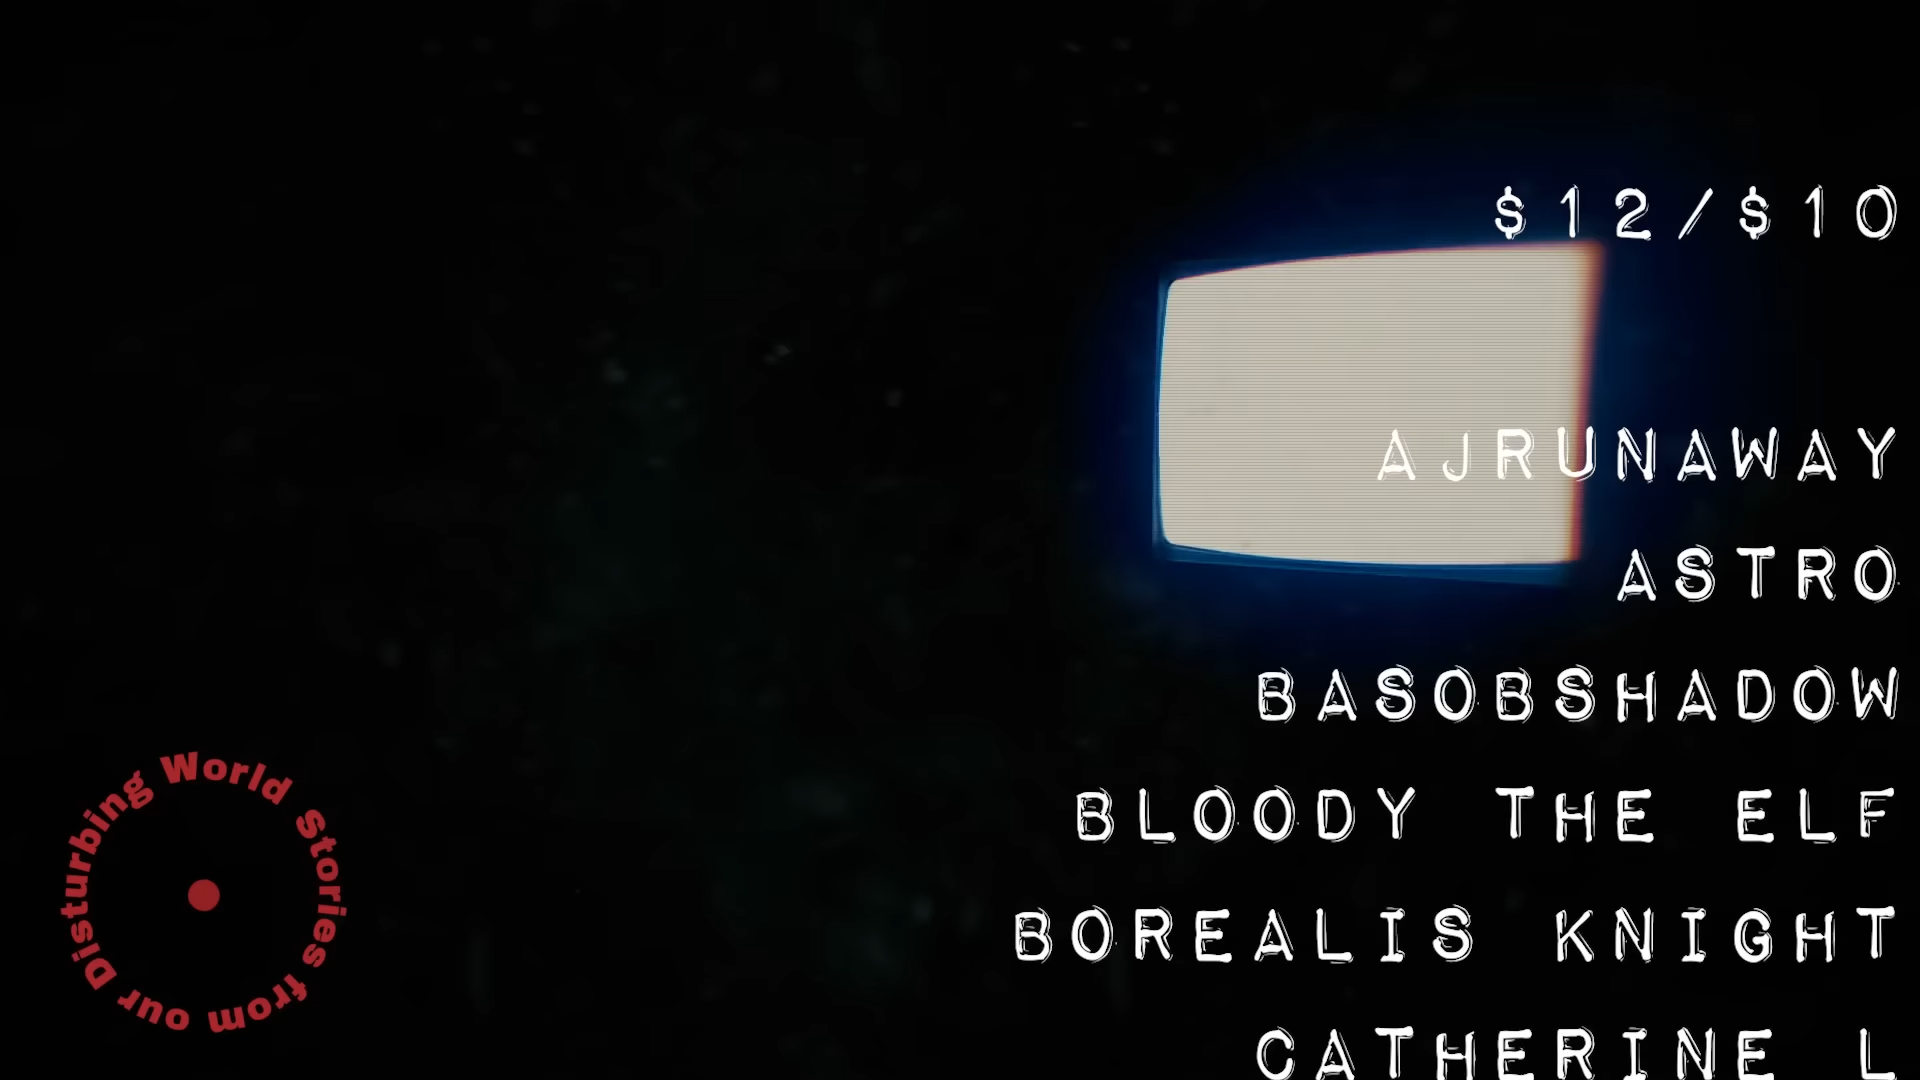 $12/$10
AJRUNAWAY
ASTRO
BASOBSHADOW
BLOODY THE ELF
BOREALIS KNIGHT
CATHERINE L
Stories from our Disturbing World